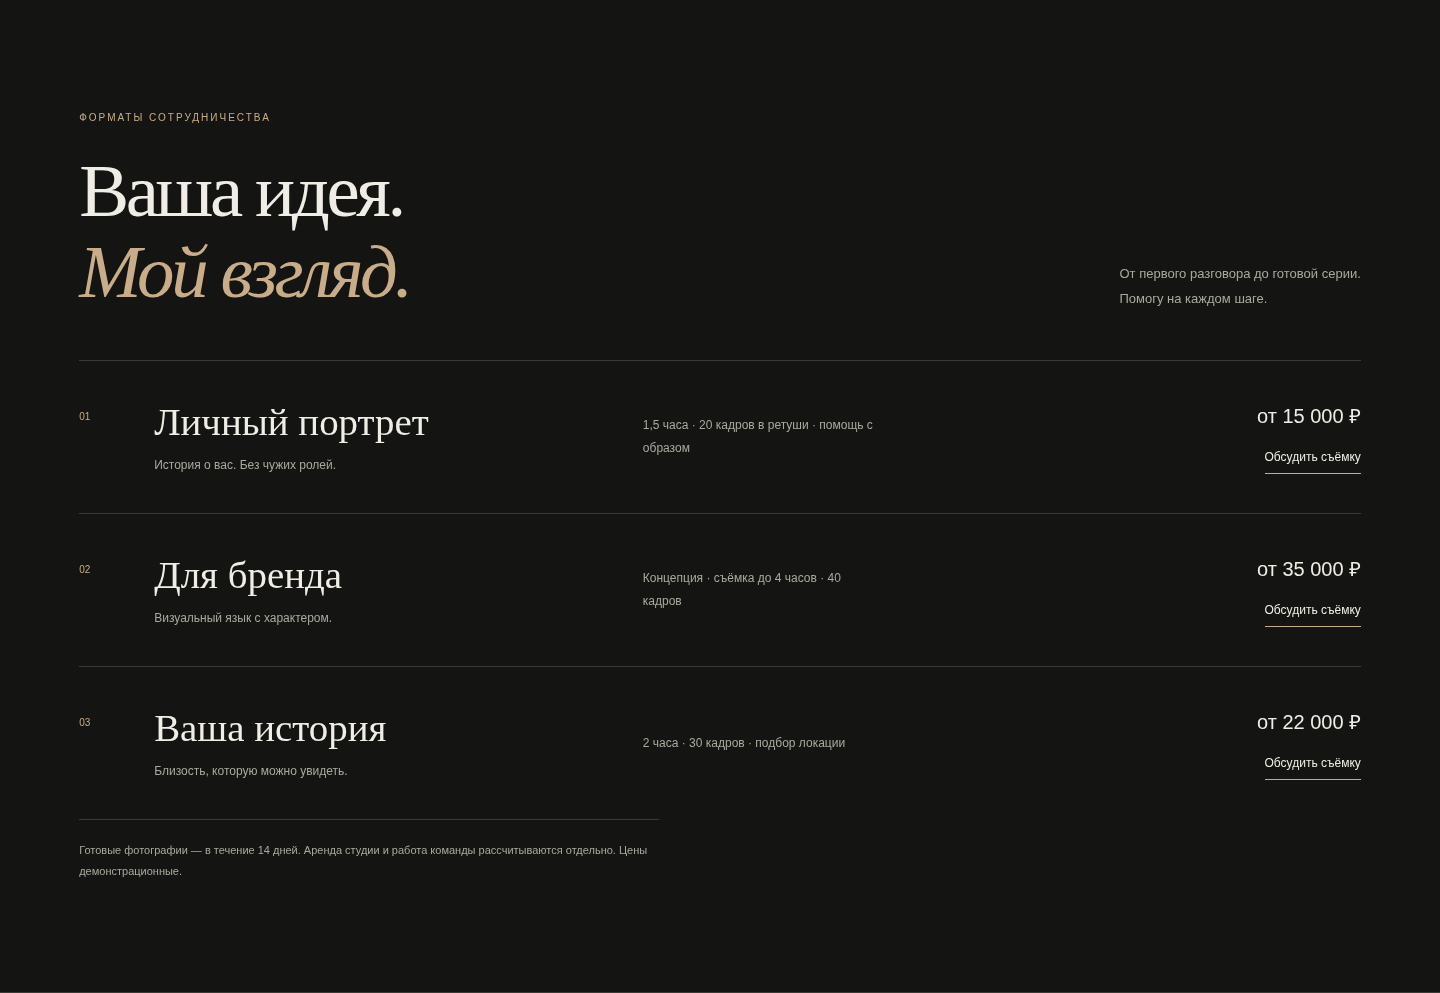 ФОРМАТЫ СОТРУДНИЧЕСТВА
Ваша идея.
Мой взгляд.
От первого разговора до готовой серии.
Помогу на каждом шаге.
01
Личный портрет
История о вас. Без чужих ролей.
1,5 часа · 20 кадров в ретуши · помощь с
образом
от 15 000 ₽
Обсудить съёмку
02
Для бренда
Визуальный язык с характером.
Концепция · съёмка до 4 часов · 40
кадров
от 35 000 ₽
Обсудить съёмку
03
Ваша история
Близость, которую можно увидеть.
2 часа · 30 кадров · подбор локации
от 22 000 ₽
Обсудить съёмку
Готовые фотографии — в течение 14 дней. Аренда студии и работа команды рассчитываются отдельно. Цены
демонстрационные.